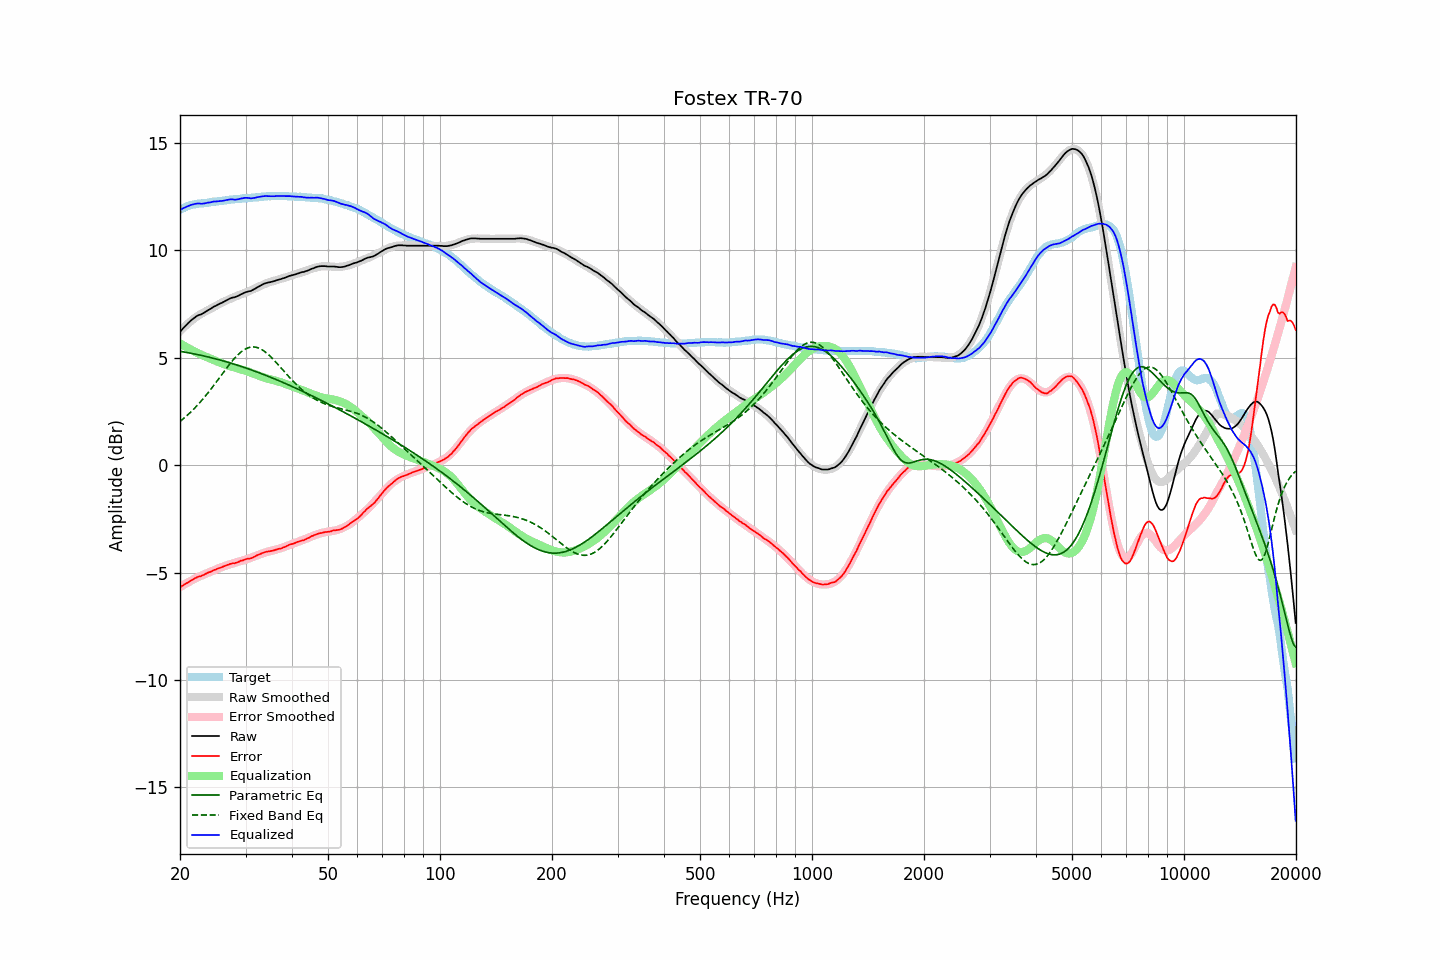 Fostex TR-70
Amplitude (dBr)
15
10
5
0
−5
−10
−15
Target
Raw Smoothed
Error Smoothed
Raw
Error
Equalization
Parametric Eq
Fixed Band Eq
Equalized
20 50 100 200 500 1000 2000 5000 10000 20000
Frequency (Hz)